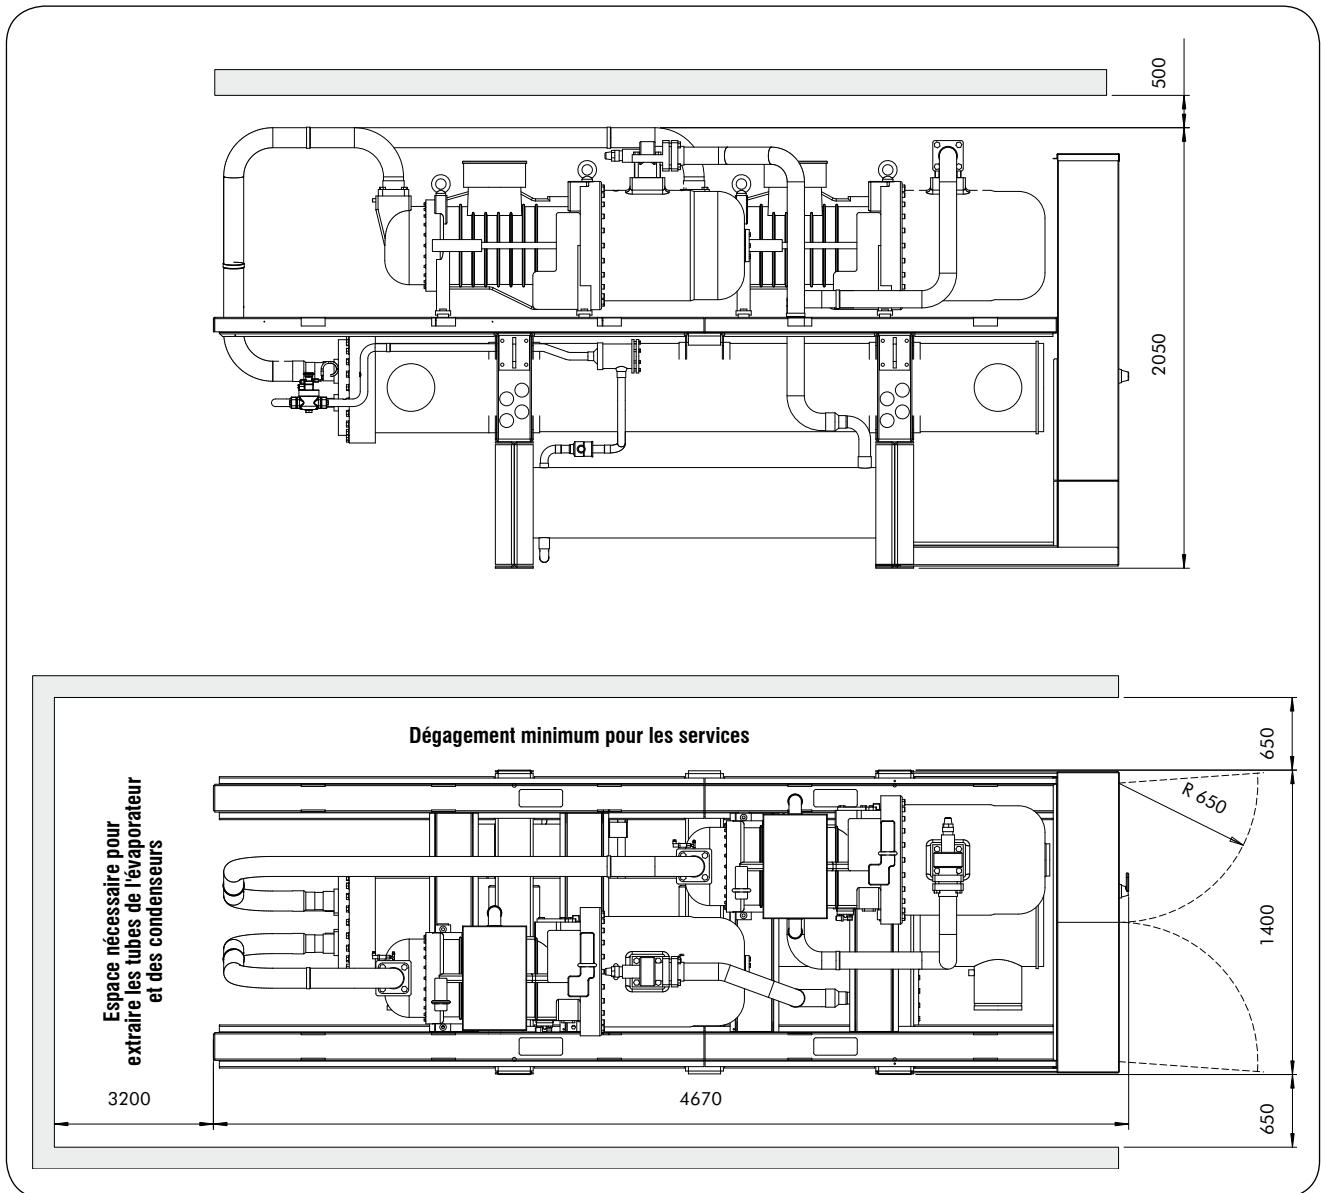 500
2050
Dégagement minimum pour les services
650
R 650
Espace nécessaire pour
extraire les tubes de l'évaporateur
et des condenseurs
1400
3200
4670
650